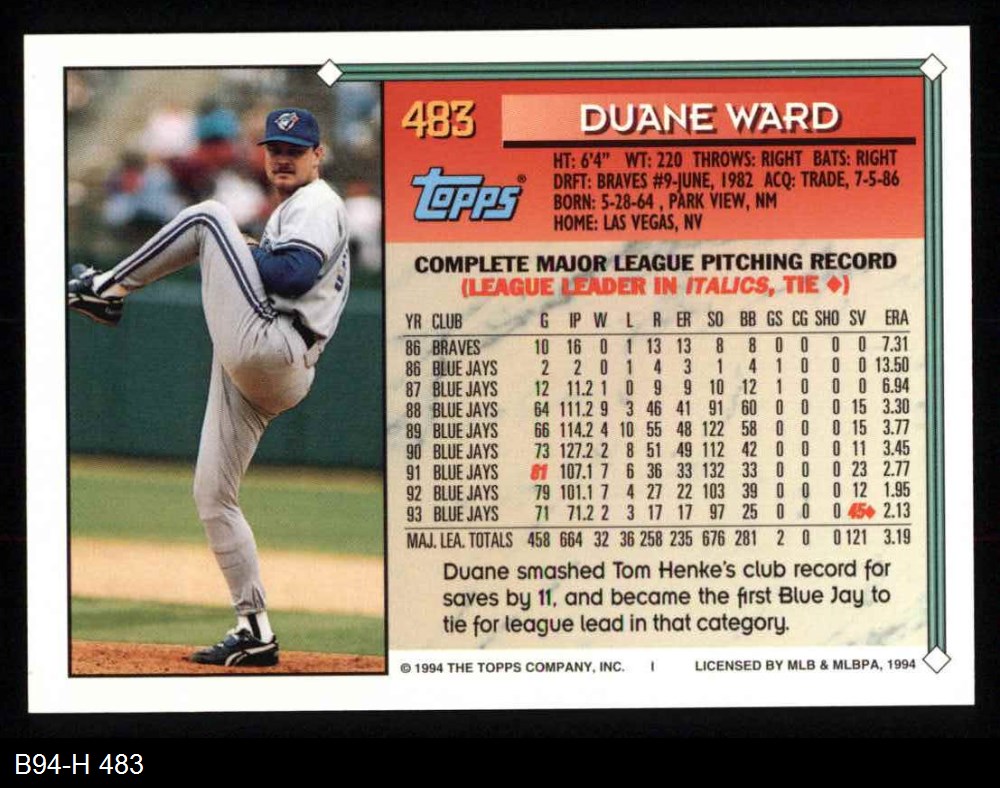 483
DUANE WARD
topps®
HT: 6'4" WT: 220 THROWS: RIGHT BATS: RIGHT
DRFT: BRAVES #9-JUNE, 1982 ACQ: TRADE, 7-5-86
BORN: 5-28-64 , PARK VIEW, NM
HOME: LAS VEGAS, NV
COMPLETE MAJOR LEAGUE PITCHING RECORD
(LEAGUE LEADER IN ITALICS, TIE ♦)
YR CLUB G IP W L R ER SO BB GS CG SHO SV ERA
86 BRAVES 10 16 0 1 13 13 8 8 0 0 0 0 7.31
86 BLUE JAYS 2 2 0 1 4 3 1 4 1 0 0 0 13.50
87 BLUE JAYS 12 11.2 1 0 9 9 10 12 1 0 0 0 6.94
88 BLUE JAYS 64 111.2 9 3 46 41 91 60 0 0 0 15 3.30
89 BLUE JAYS 66 114.2 4 10 55 48 122 58 0 0 0 15 3.77
90 BLUE JAYS 73 127.2 2 8 51 49 112 42 0 0 0 11 3.45
91 BLUE JAYS 81 107.1 7 6 36 33 132 33 0 0 0 23 2.77
92 BLUE JAYS 79 101.1 7 4 27 22 103 39 0 0 0 12 1.95
93 BLUE JAYS 71 71.2 2 3 17 17 97 25 0 0 0 45♦ 2.13
MAJ. LEA. TOTALS 458 664 32 36 258 235 676 281 2 0 0 121 3.19
Duane smashed Tom Henke's club record for
saves by 11, and became the first Blue Jay to
tie for league lead in that category.
© 1994 THE TOPPS COMPANY, INC. I LICENSED BY MLB & MLBPA, 1994
B94-H 483